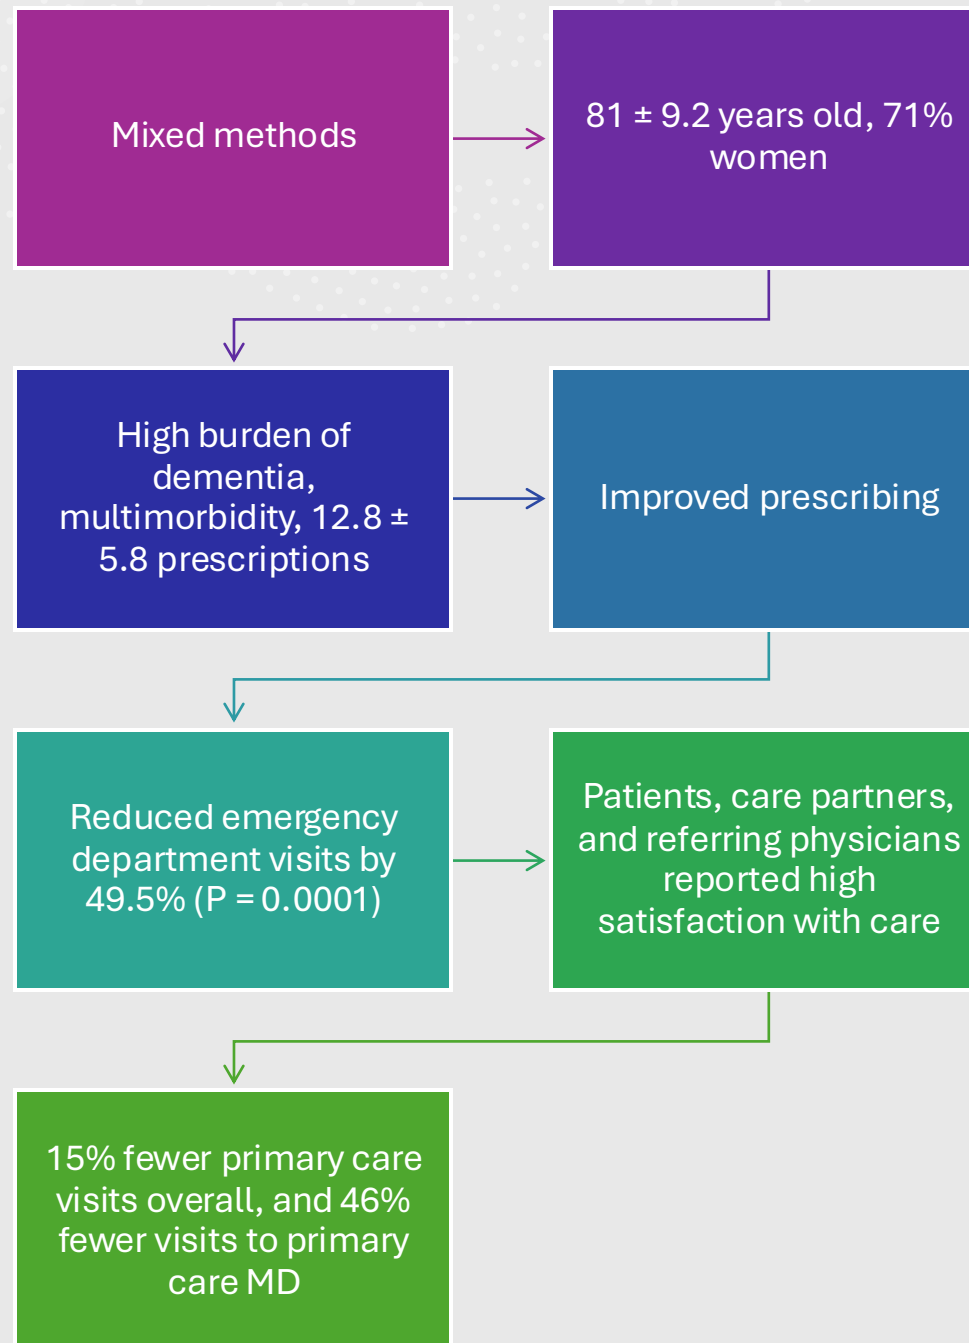 Mixed methods
81 ± 9.2 years old, 71%
women
High burden of
dementia,
multimorbidity, 12.8 ±
5.8 prescriptions
Improved prescribing
Reduced emergency
department visits by
49.5% (P = 0.0001)
Patients, care partners,
and referring physicians
reported high
satisfaction with care
15% fewer primary care
visits overall, and 46%
fewer visits to primary
care MD